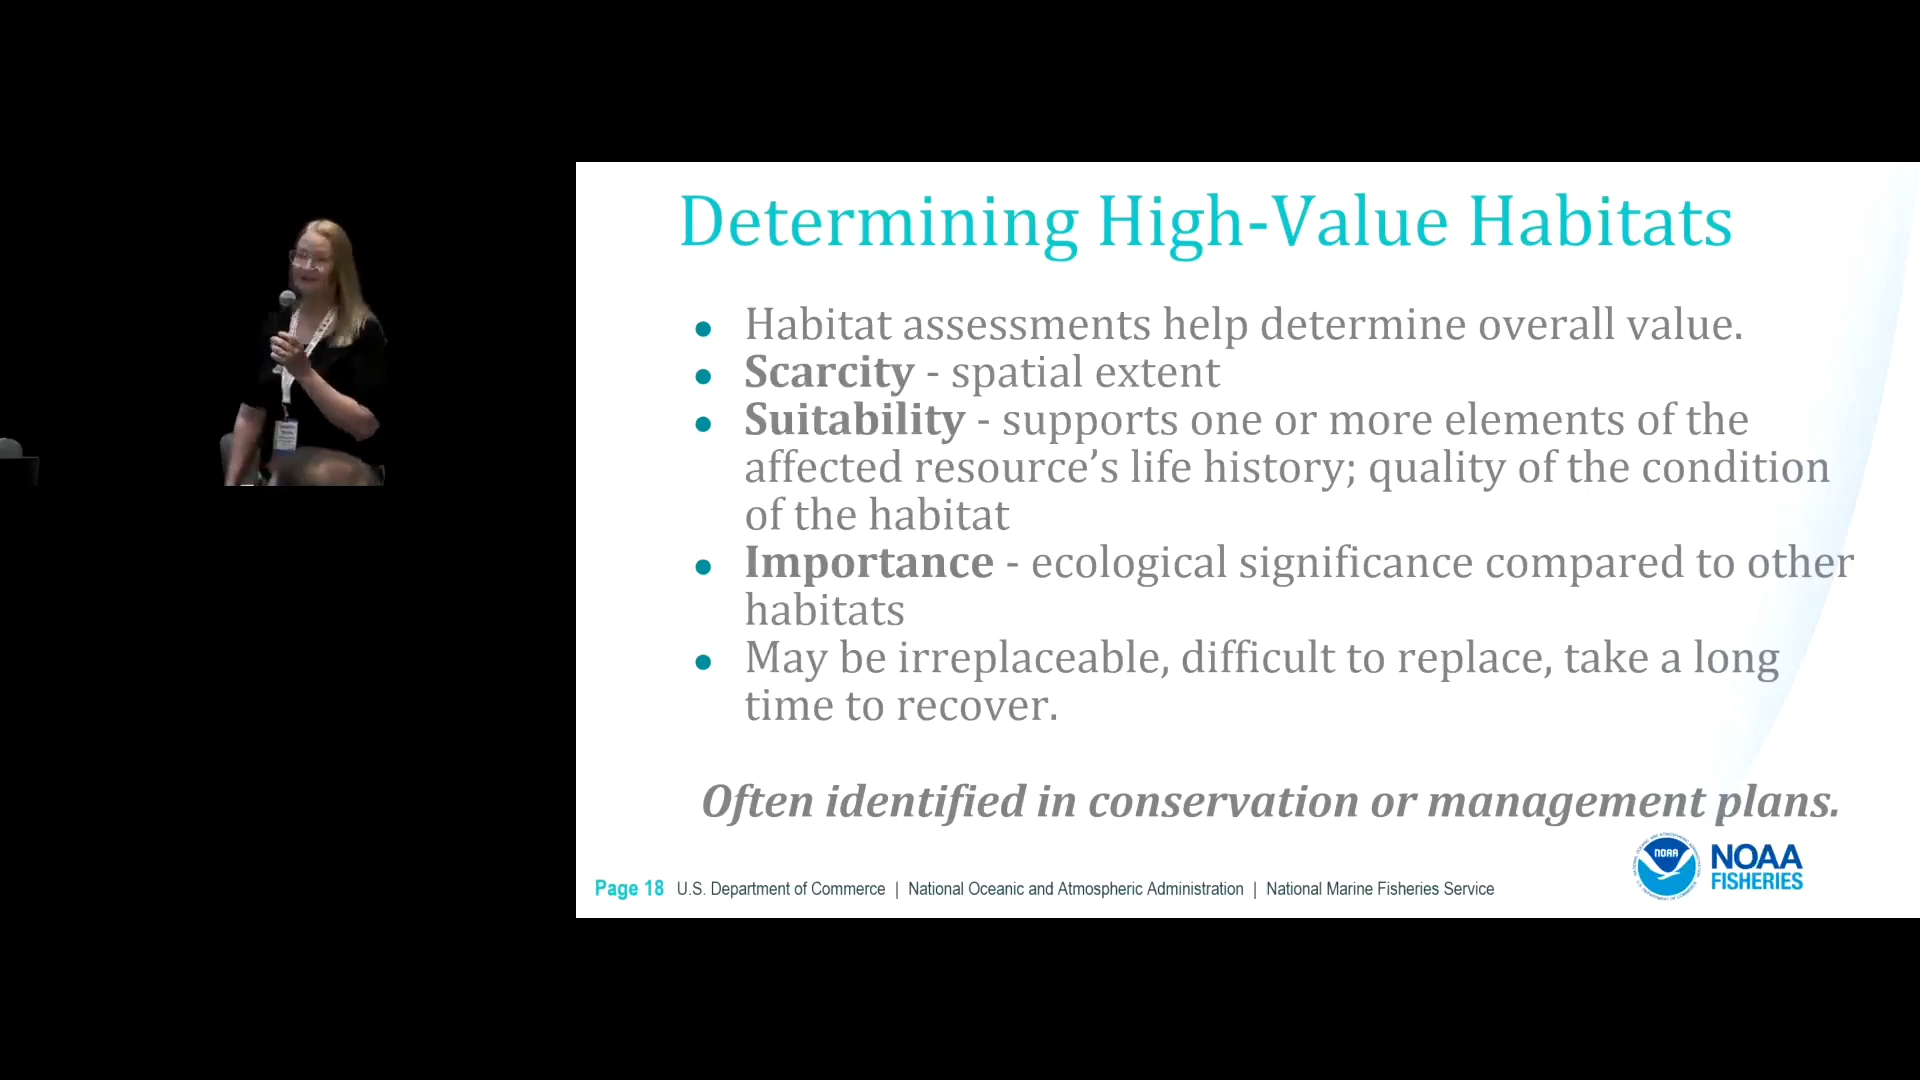 Determining High-Value Habitats
● Habitat assessments help determine overall value.
● Scarcity - spatial extent
● Suitability - supports one or more elements of the
affected resource’s life history; quality of the condition
of the habitat
● Importance - ecological significance compared to other
habitats
● May be irreplaceable, difficult to replace, take a long
time to recover.
Often identified in conservation or management plans.
Page 18 U.S. Department of Commerce | National Oceanic and Atmospheric Administration | National Marine Fisheries Service
NOAA
NOAA
FISHERIES